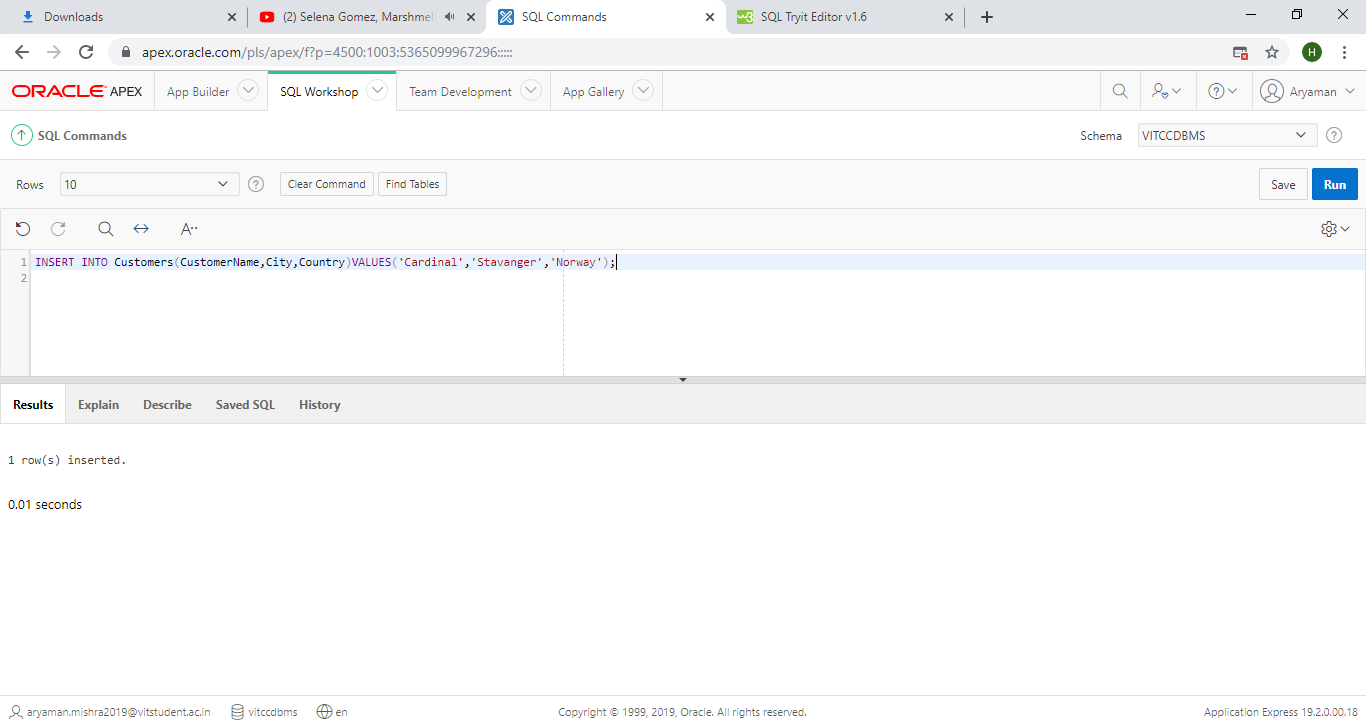 Downloads
(2) Selena Gomez, Marshmell
SQL Commands
SQL Tryit Editor v1.6
apex.oracle.com/pls/apex/f?p=4500:1003:5365099967296:::::
H
ORACLE APEX
App Builder
SQL Workshop
Team Development
App Gallery
Aryaman
SQL Commands
Schema
VITCCDBMS
Rows
10
Clear Command
Find Tables
Save
Run
A··
1 INSERT INTO Customers(CustomerName,City,Country)VALUES('Cardinal','Stavanger','Norway');
2
Results
Explain
Describe
Saved SQL
History
1 row(s) inserted.
0.01 seconds
aryaman.mishra2019@vitstudent.ac.in
vitccdbms
en
Copyright © 1999, 2019, Oracle. All rights reserved.
Application Express 19.2.0.00.18